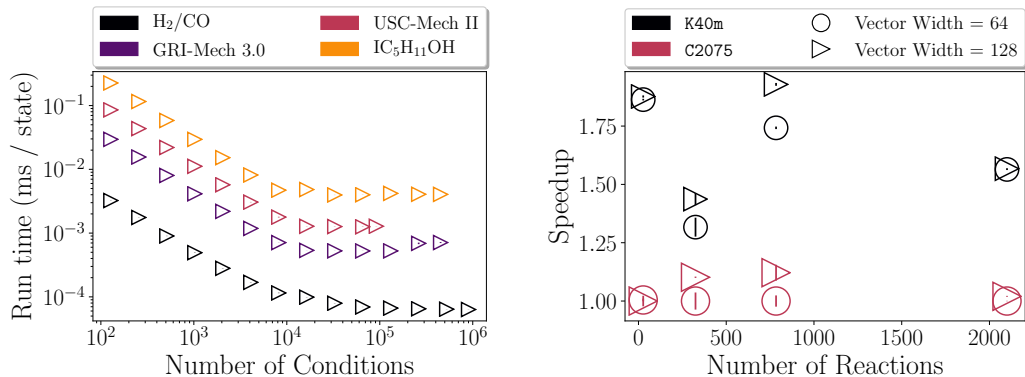 H₂/CO
USC-Mech II
GRI-Mech 3.0
IC₅H₁₁OH
Run time (ms / state)
10⁻¹
10⁻²
10⁻³
10⁻⁴
10² 10³ 10⁴ 10⁵ 10⁶
Number of Conditions
K40m
Vector Width = 64
C2075
Vector Width = 128
Speedup
1.75
1.50
1.25
1.00
0 500 1000 1500 2000
Number of Reactions